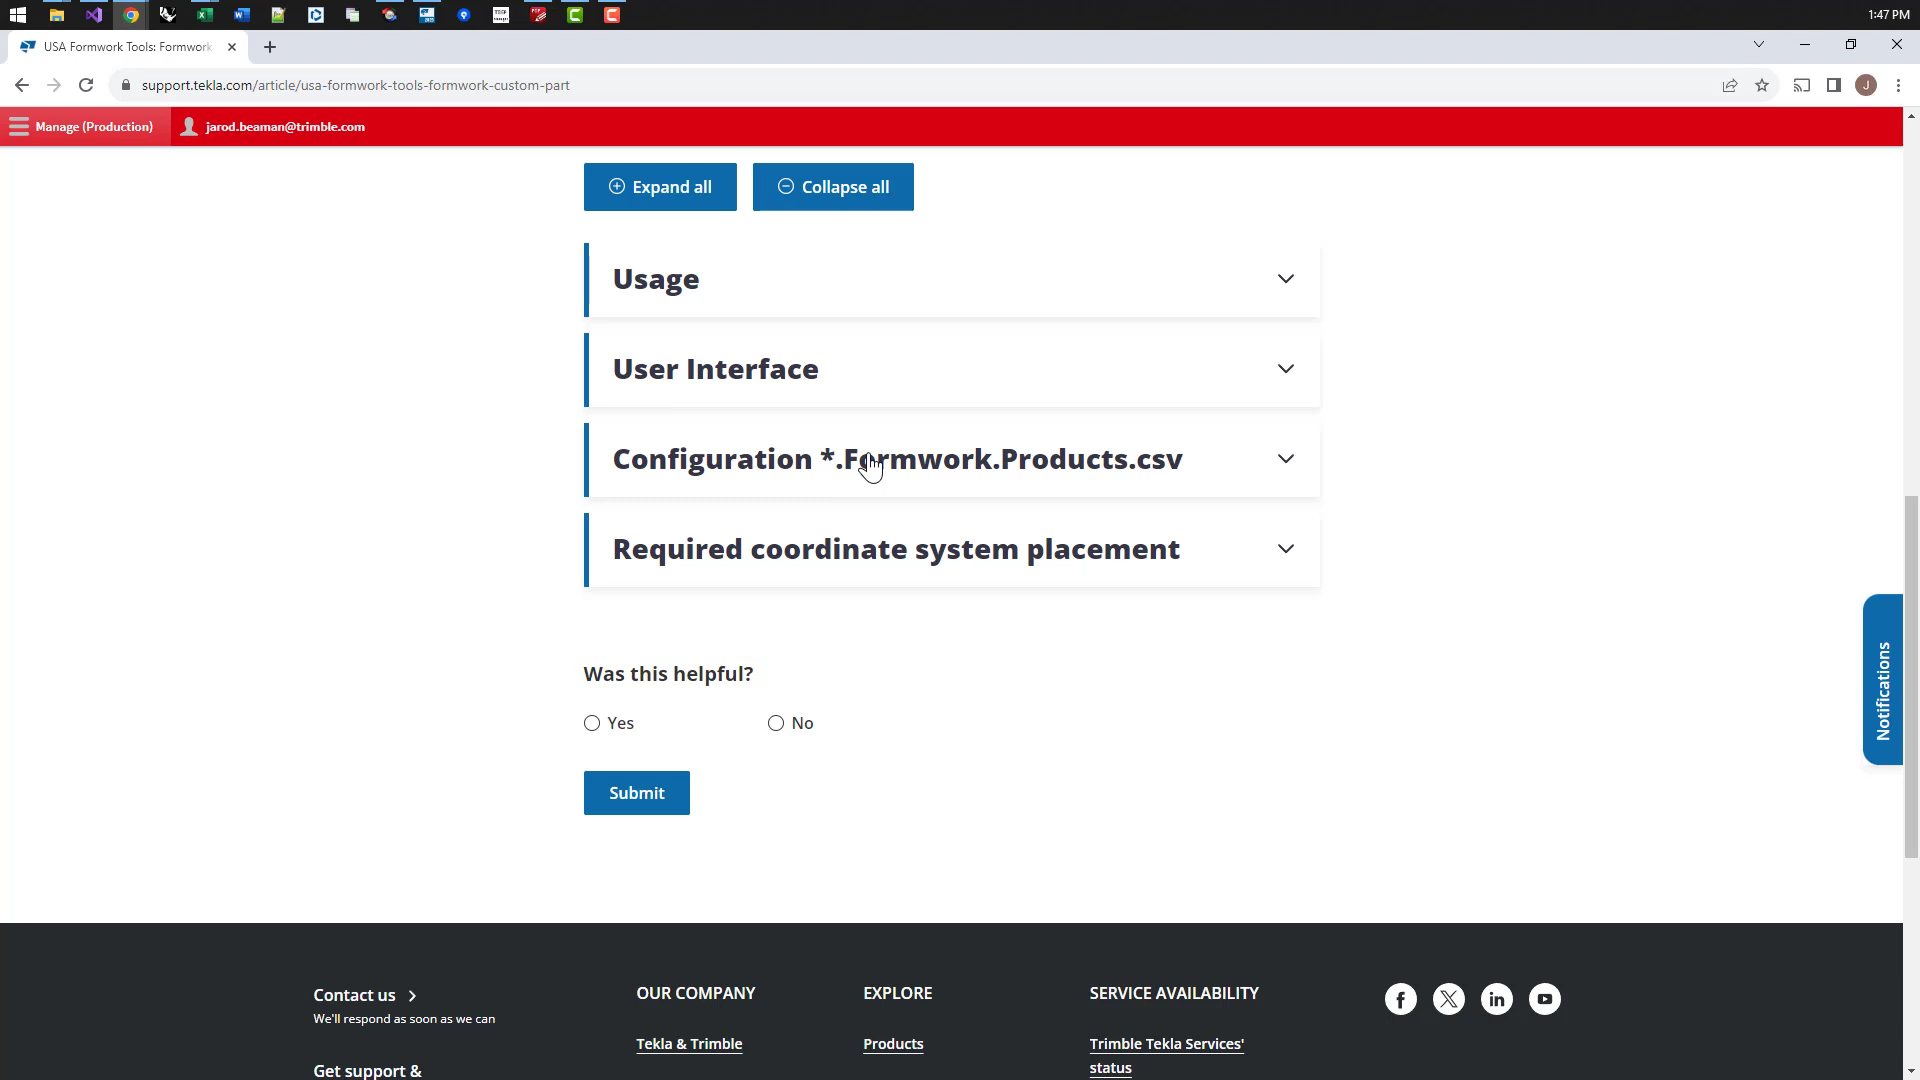 1:47 PM
USA Formwork Tools: Formwork
support.tekla.com/article/usa-formwork-tools-formwork-custom-part
J
Manage (Production)
jarod.beaman@trimble.com
Expand all
Collapse all
Usage
User Interface
Configuration *.Formwork.Products.csv
Required coordinate system placement
Was this helpful?
Yes
No
Submit
Notifications
Contact us
We'll respond as soon as we can
Get support &
OUR COMPANY
Tekla & Trimble
EXPLORE
Products
SERVICE AVAILABILITY
Trimble Tekla Services'
status